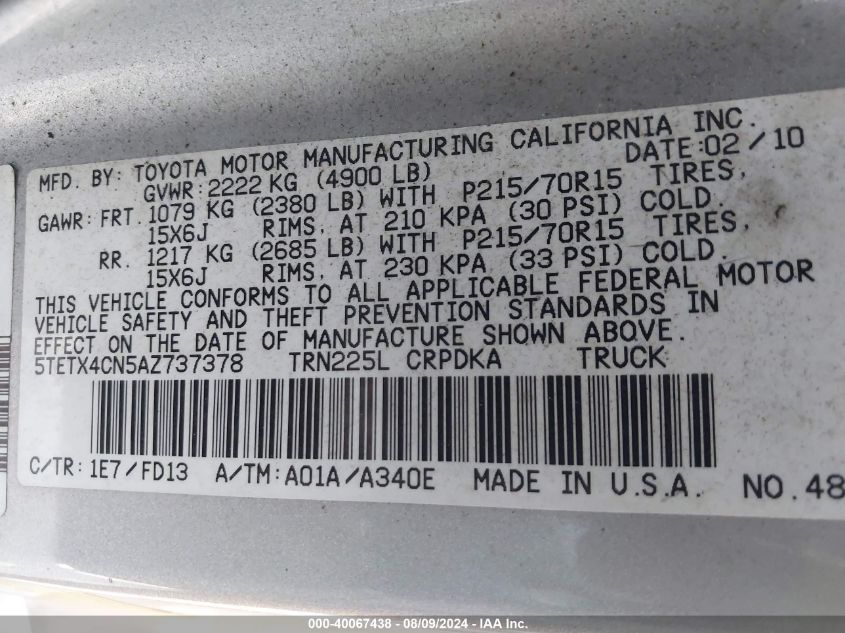 MFD. BY: TOYOTA MOTOR MANUFACTURING CALIFORNIA INC.
GVWR: 2222 KG (4900 LB) DATE: 02/10
GAWR: FRT. 1079 KG (2380 LB) WITH P215/70R15 TIRES,
15X6J RIMS, AT 210 KPA (30 PSI) COLD.
RR. 1217 KG (2685 LB) WITH P215/70R15 TIRES,
15X6J RIMS, AT 230 KPA (33 PSI) COLD.
THIS VEHICLE CONFORMS TO ALL APPLICABLE FEDERAL MOTOR
VEHICLE SAFETY AND THEFT PREVENTION STANDARDS IN
EFFECT ON THE DATE OF MANUFACTURE SHOWN ABOVE.
5TETX4CN5AZ737378 TRN225L CRPDKA TRUCK
C/TR: 1E7/FD13 A/TM: A01A/A340E MADE IN U.S.A. NO. 48
000-40067438 - 08/09/2024 - IAA Inc.